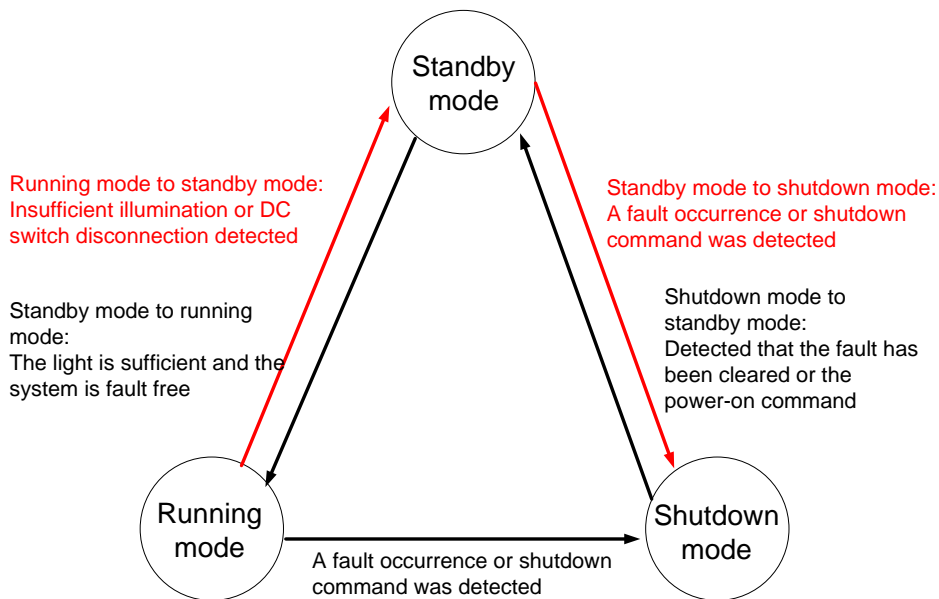 Standby
mode
Running mode to standby mode:
Insufficient illumination or DC
switch disconnection detected
Standby mode to shutdown mode:
A fault occurrence or shutdown
command was detected
Standby mode to running
mode:
The light is sufficient and the
system is fault free
Shutdown mode to
standby mode:
Detected that the fault has
been cleared or the
power-on command
Running
mode
Shutdown
mode
A fault occurrence or shutdown
command was detected